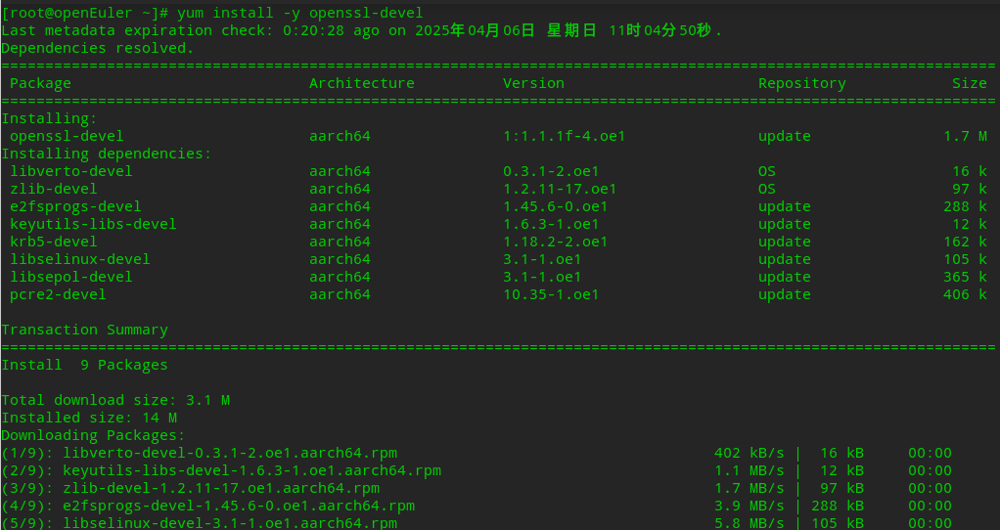 [root@openEuler ~]# yum install -y openssl-devel
Last metadata expiration check: 0:20:28 ago on 2025年04月06日 星期日 11时04分50秒.
Dependencies resolved.
================================================================================
Package Architecture Version Repository Size
================================================================================
Installing:
openssl-devel aarch64 1:1.1.1f-4.oe1 update 1.7 M
Installing dependencies:
libverto-devel aarch64 0.3.1-2.oe1 OS 16 k
zlib-devel aarch64 1.2.11-17.oe1 OS 97 k
e2fsprogs-devel aarch64 1.45.6-0.oe1 update 288 k
keyutils-libs-devel aarch64 1.6.3-1.oe1 update 12 k
krb5-devel aarch64 1.18.2-2.oe1 update 162 k
libselinux-devel aarch64 3.1-1.oe1 update 105 k
libsepol-devel aarch64 3.1-1.oe1 update 365 k
pcre2-devel aarch64 10.35-1.oe1 update 406 k
Transaction Summary
================================================================================
Install 9 Packages
Total download size: 3.1 M
Installed size: 14 M
Downloading Packages:
(1/9): libverto-devel-0.3.1-2.oe1.aarch64.rpm 402 kB/s | 16 kB 00:00
(2/9): keyutils-libs-devel-1.6.3-1.oe1.aarch64.rpm 1.1 MB/s | 12 kB 00:00
(3/9): zlib-devel-1.2.11-17.oe1.aarch64.rpm 1.7 MB/s | 97 kB 00:00
(4/9): e2fsprogs-devel-1.45.6-0.oe1.aarch64.rpm 3.9 MB/s | 288 kB 00:00
(5/9): libselinux-devel-3.1-1.oe1.aarch64.rpm 5.8 MB/s | 105 kB 00:00